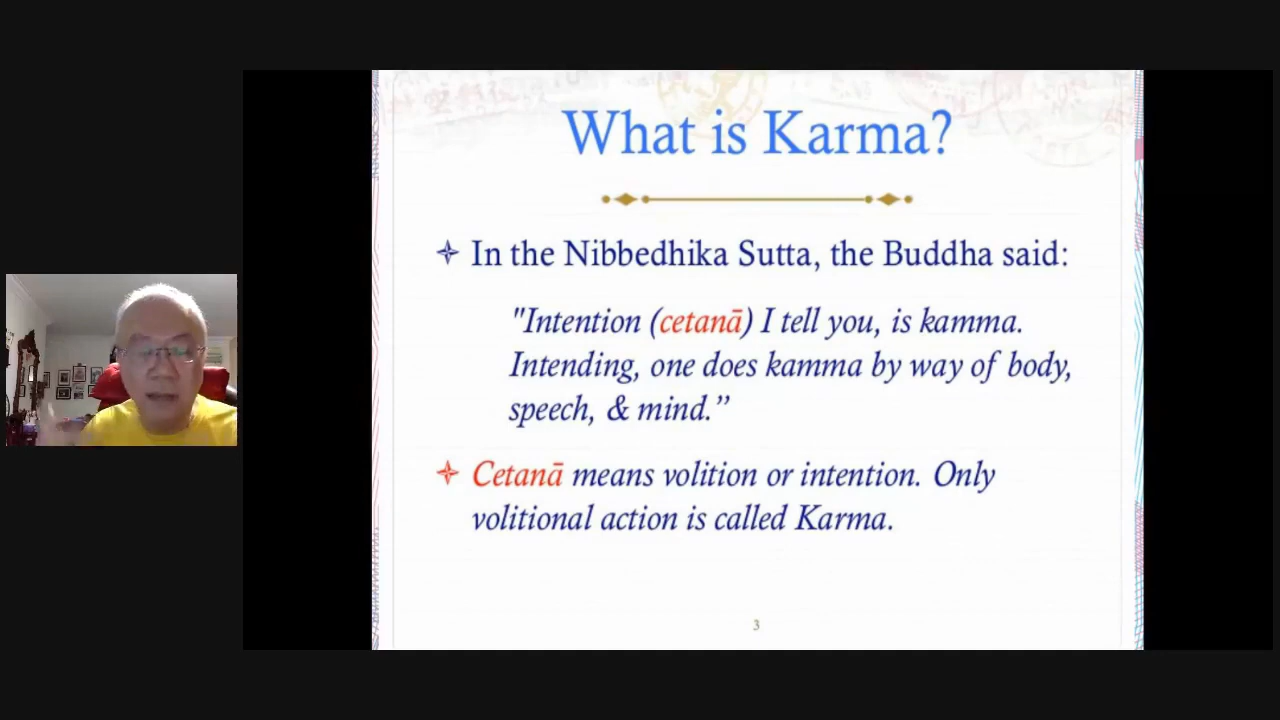 What is Karma?
In the Nibbedhika Sutta, the Buddha said:
"Intention (cetanā) I tell you, is kamma.
Intending, one does kamma by way of body,
speech, & mind.”
Cetanā means volition or intention. Only
volitional action is called Karma.
3